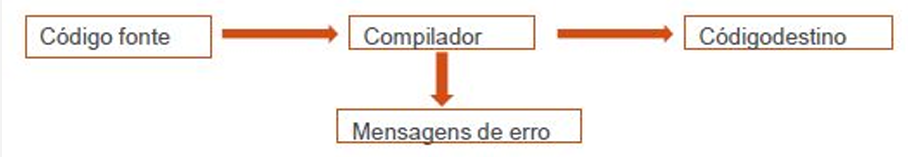 Código fonte
Compilador
Códigodestino
Mensagens de erro